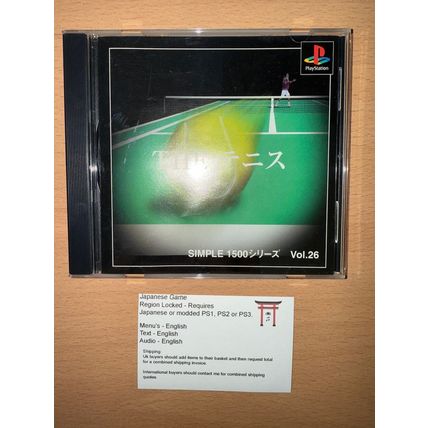 PlayStation
THE テニス
SIMPLE 1500シリーズ Vol.26
Japanese Game
Region Locked - Requires
Japanese or modded PS1, PS2 or PS3.
Menu's - English
Text - English
Audio - English
Shipping
Uk buyers should add items to their basket and then request total
for a combined shipping invoice.
International buyers should contact me for combined shipping
quotes